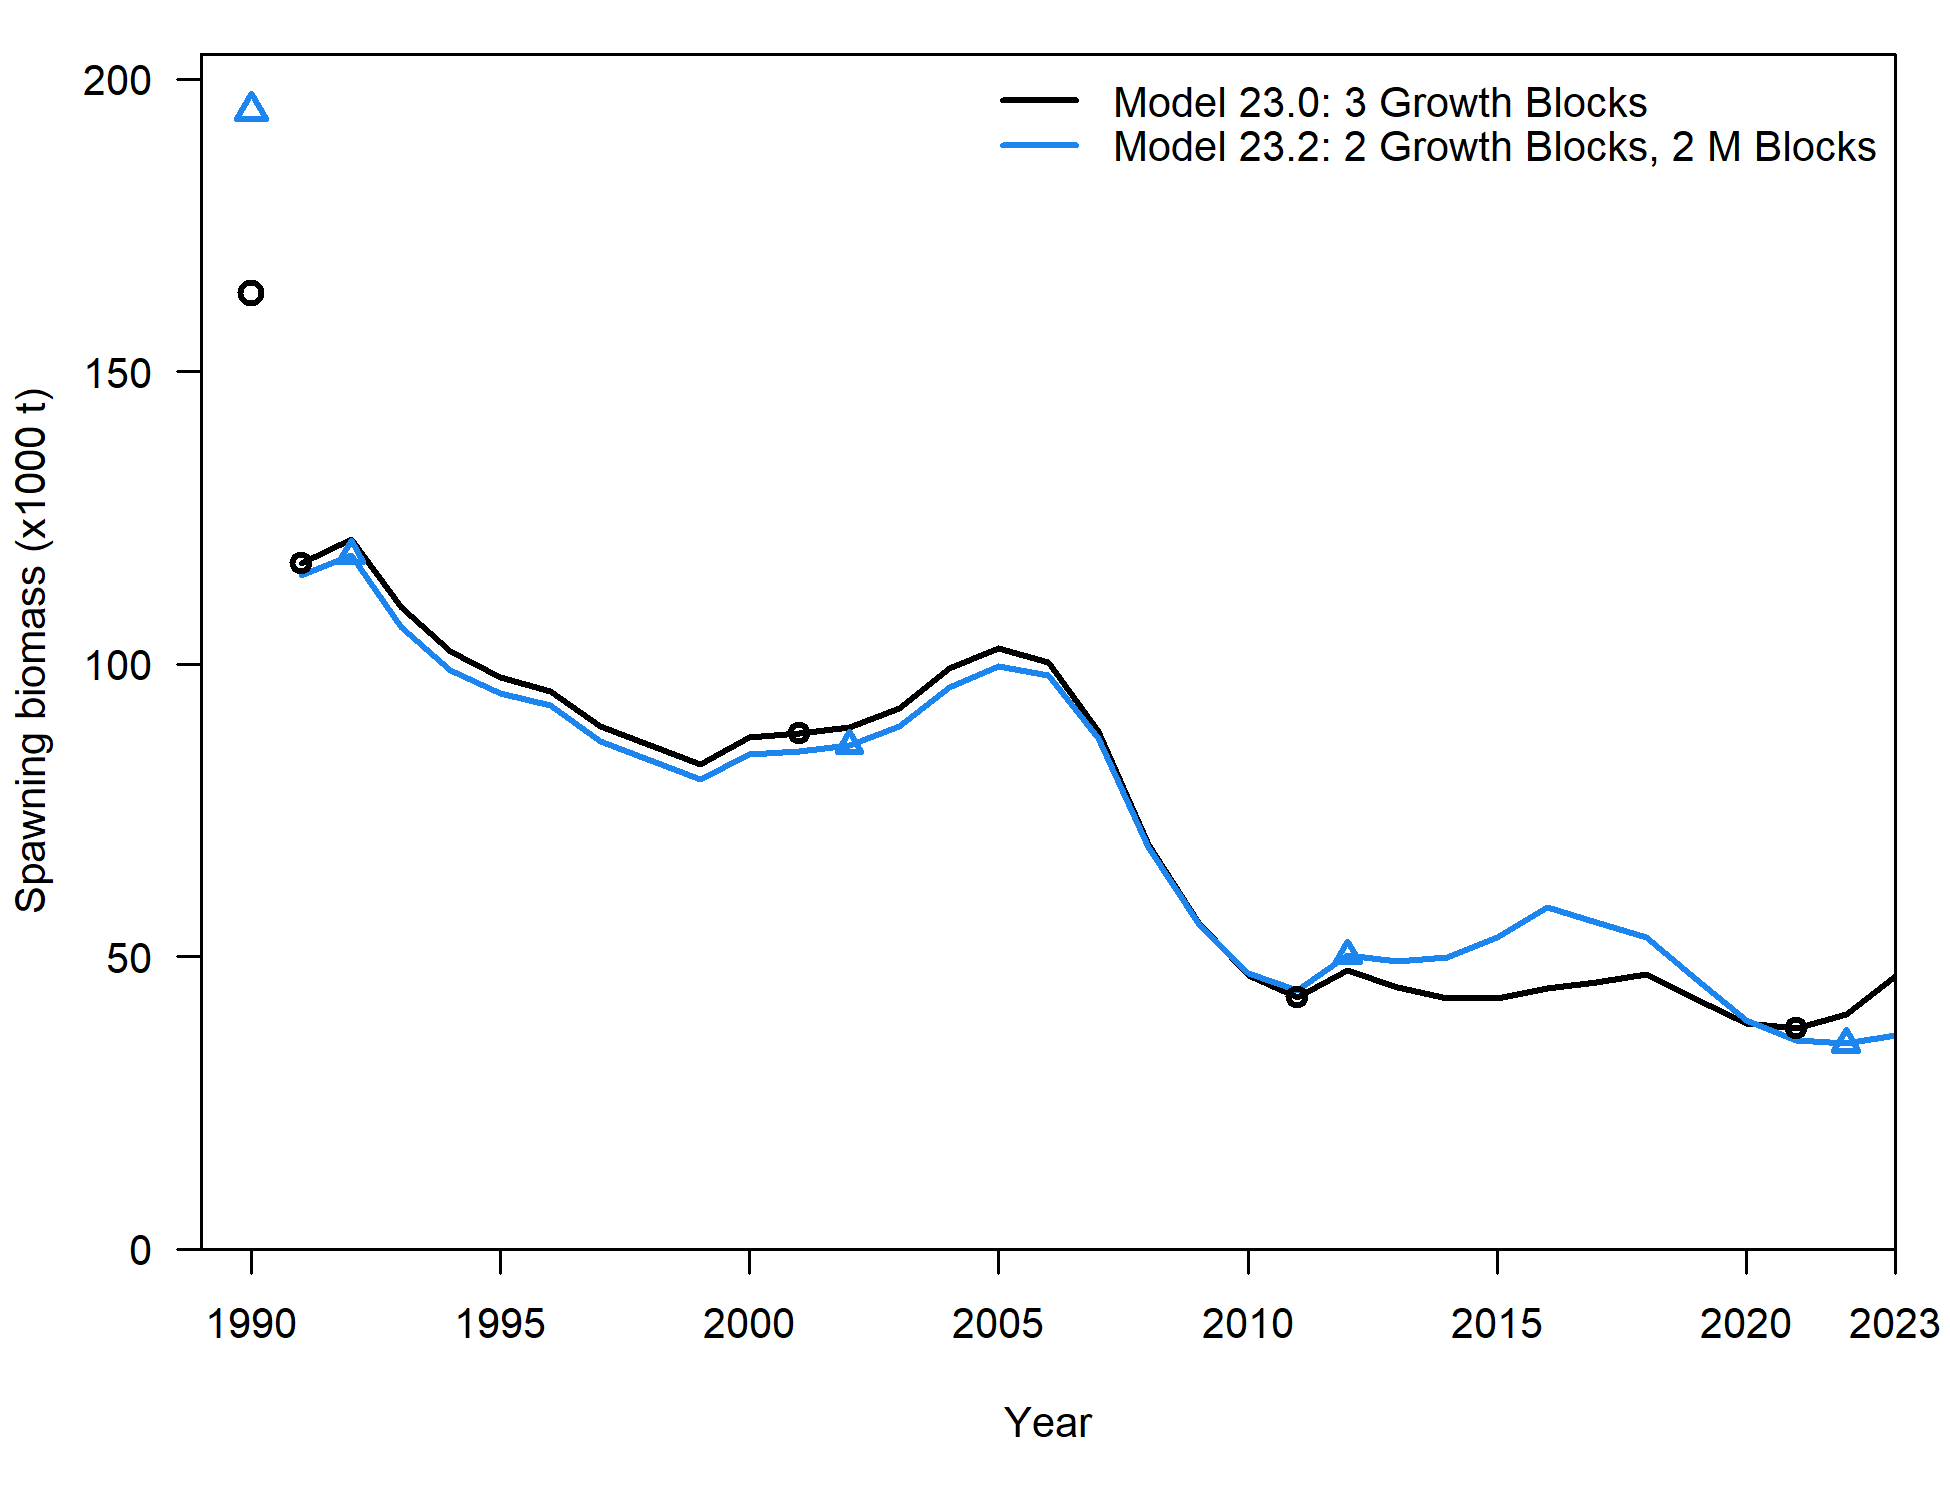 Model 23.0: 3 Growth Blocks
Model 23.2: 2 Growth Blocks, 2 M Blocks
Spawning biomass (x1000 t)
200
150
100
50
0
1990 1995 2000 2005 2010 2015 2020 2023
Year